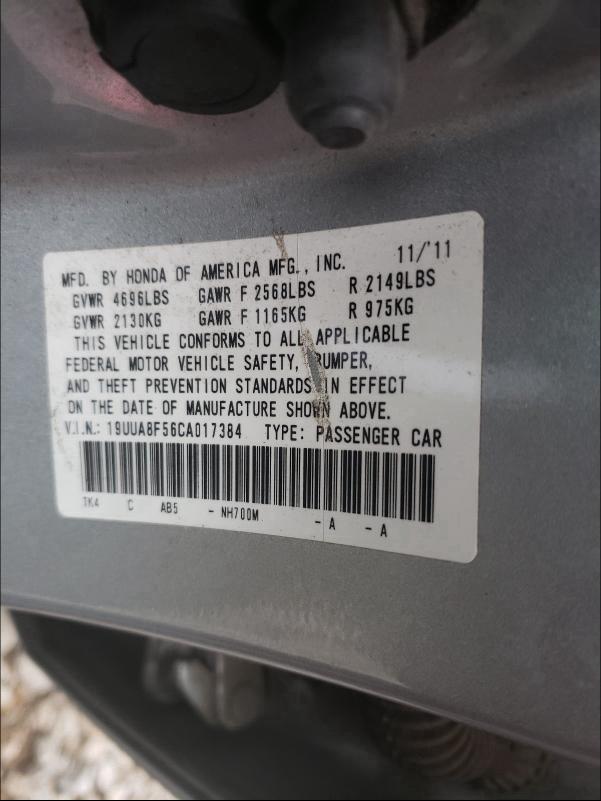 MFD. BY HONDA OF AMERICA MFG., INC. 11/'11
GVWR 4696LBS GAWR F 2568LBS R 2149LBS
GVWR 2130KG GAWR F 1165KG R 975KG
THIS VEHICLE CONFORMS TO ALL APPLICABLE
FEDERAL MOTOR VEHICLE SAFETY, BUMPER,
AND THEFT PREVENTION STANDARDS IN EFFECT
ON THE DATE OF MANUFACTURE SHOWN ABOVE.
V.I.N.: 19UUA8F56CA017384 TYPE: PASSENGER CAR
TK4 C AB5 - NH700M - A - A